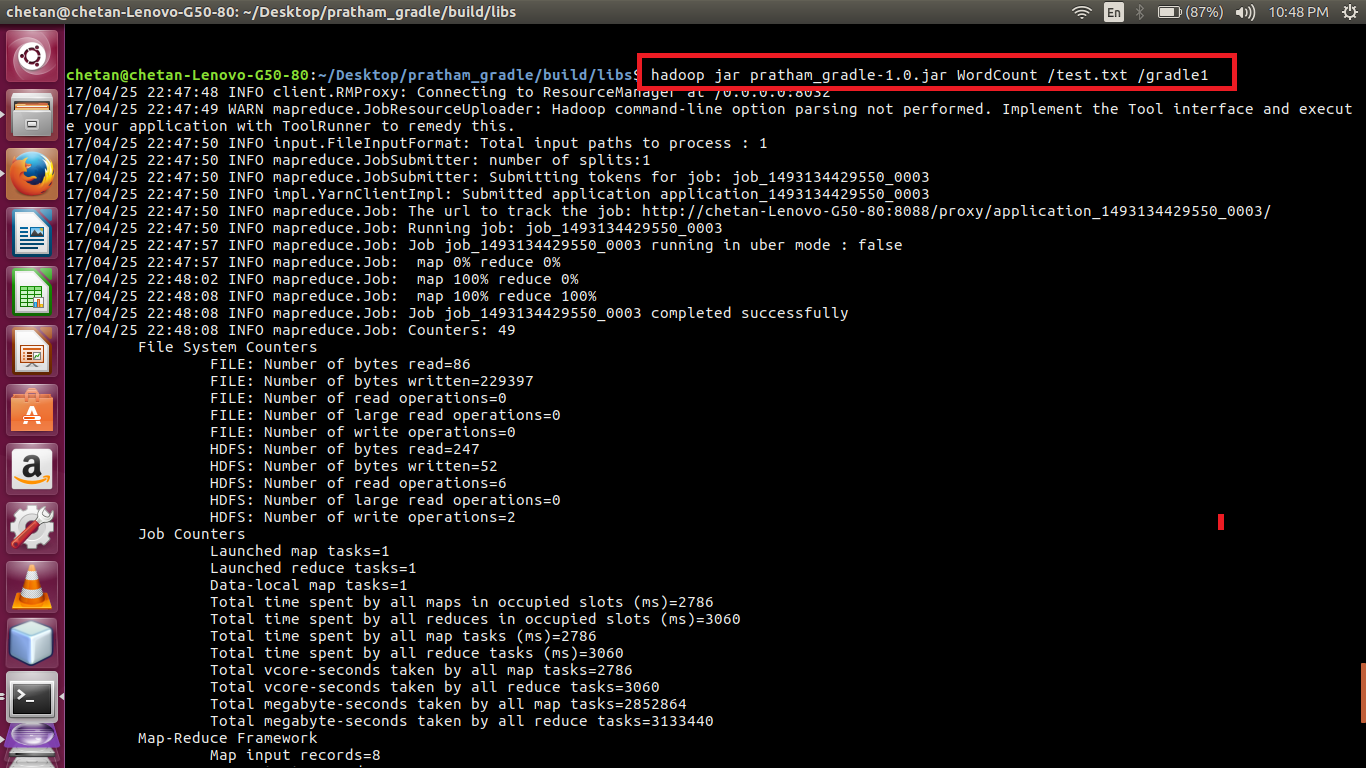 chetan@chetan-Lenovo-G50-80: ~/Desktop/pratham_gradle/build/libs
En
(87%)
10:48 PM
chetan@chetan-Lenovo-G50-80:~/Desktop/pratham_gradle/build/libs$ hadoop jar pratham_gradle-1.0.jar WordCount /test.txt /gradle1
17/04/25 22:47:48 INFO client.RMProxy: Connecting to ResourceManager at /0.0.0.0:8032
17/04/25 22:47:49 WARN mapreduce.JobResourceUploader: Hadoop command-line option parsing not performed. Implement the Tool interface and execut
e your application with ToolRunner to remedy this.
17/04/25 22:47:50 INFO input.FileInputFormat: Total input paths to process : 1
17/04/25 22:47:50 INFO mapreduce.JobSubmitter: number of splits:1
17/04/25 22:47:50 INFO mapreduce.JobSubmitter: Submitting tokens for job: job_1493134429550_0003
17/04/25 22:47:50 INFO impl.YarnClientImpl: Submitted application application_1493134429550_0003
17/04/25 22:47:50 INFO mapreduce.Job: The url to track the job: http://chetan-Lenovo-G50-80:8088/proxy/application_1493134429550_0003/
17/04/25 22:47:50 INFO mapreduce.Job: Running job: job_1493134429550_0003
17/04/25 22:47:57 INFO mapreduce.Job: Job job_1493134429550_0003 running in uber mode : false
17/04/25 22:47:57 INFO mapreduce.Job:  map 0% reduce 0%
17/04/25 22:48:02 INFO mapreduce.Job:  map 100% reduce 0%
17/04/25 22:48:08 INFO mapreduce.Job:  map 100% reduce 100%
17/04/25 22:48:08 INFO mapreduce.Job: Job job_1493134429550_0003 completed successfully
17/04/25 22:48:08 INFO mapreduce.Job: Counters: 49
File System Counters
FILE: Number of bytes read=86
FILE: Number of bytes written=229397
FILE: Number of read operations=0
FILE: Number of large read operations=0
FILE: Number of write operations=0
HDFS: Number of bytes read=247
HDFS: Number of bytes written=52
HDFS: Number of read operations=6
HDFS: Number of large read operations=0
HDFS: Number of write operations=2
Job Counters
Launched map tasks=1
Launched reduce tasks=1
Data-local map tasks=1
Total time spent by all maps in occupied slots (ms)=2786
Total time spent by all reduces in occupied slots (ms)=3060
Total time spent by all map tasks (ms)=2786
Total time spent by all reduce tasks (ms)=3060
Total vcore-seconds taken by all map tasks=2786
Total vcore-seconds taken by all reduce tasks=3060
Total megabyte-seconds taken by all map tasks=2852864
Total megabyte-seconds taken by all reduce tasks=3133440
Map-Reduce Framework
Map input records=8